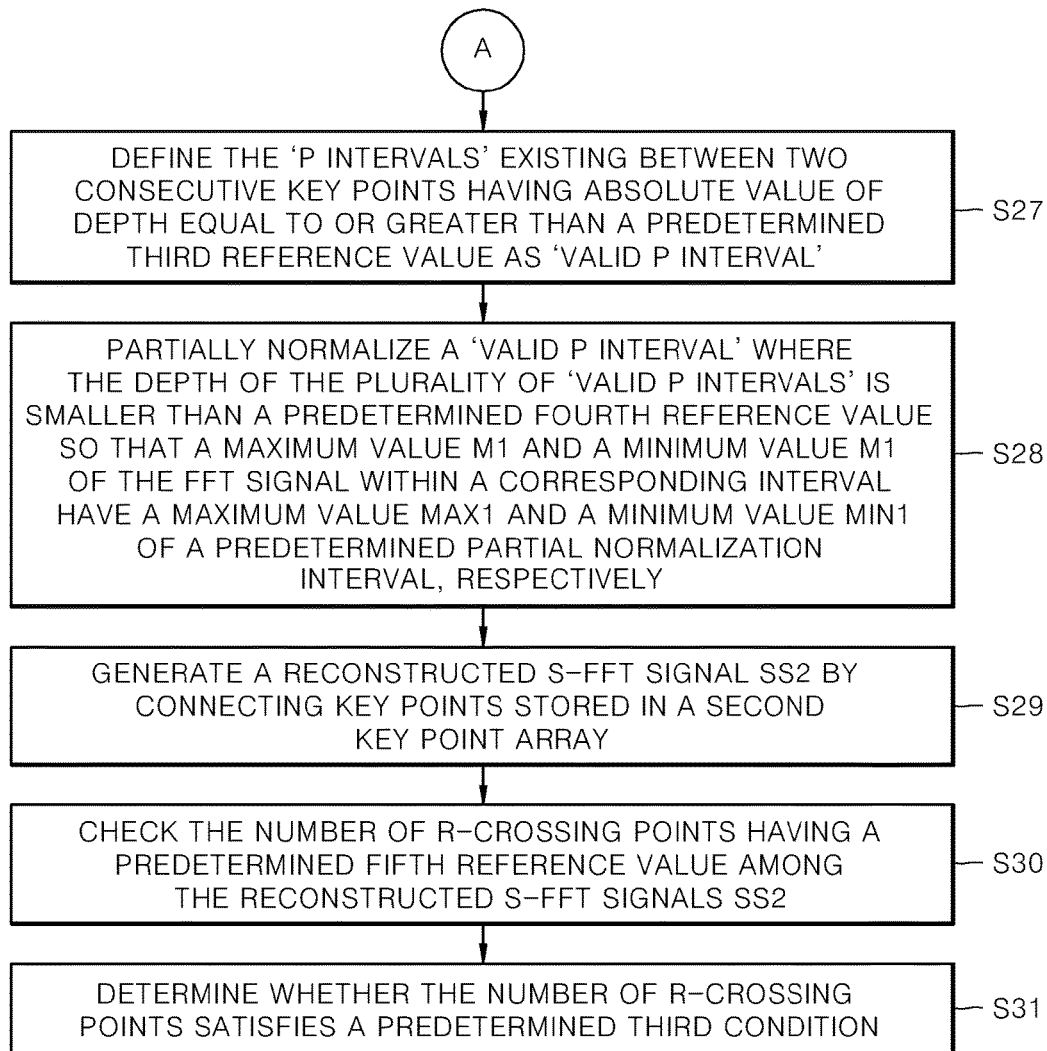 A
DEFINE THE ‘P INTERVALS’ EXISTING BETWEEN TWO
CONSECUTIVE KEY POINTS HAVING ABSOLUTE VALUE OF
DEPTH EQUAL TO OR GREATER THAN A PREDETERMINED
THIRD REFERENCE VALUE AS ‘VALID P INTERVAL’
S27
PARTIALLY NORMALIZE A ‘VALID P INTERVAL’ WHERE
THE DEPTH OF THE PLURALITY OF ‘VALID P INTERVALS’ IS
SMALLER THAN A PREDETERMINED FOURTH REFERENCE VALUE
SO THAT A MAXIMUM VALUE M1 AND A MINIMUM VALUE M1
OF THE FFT SIGNAL WITHIN A CORRESPONDING INTERVAL
HAVE A MAXIMUM VALUE MAX1 AND A MINIMUM VALUE MIN1
OF A PREDETERMINED PARTIAL NORMALIZATION
INTERVAL, RESPECTIVELY
S28
GENERATE A RECONSTRUCTED S-FFT SIGNAL SS2 BY
CONNECTING KEY POINTS STORED IN A SECOND
KEY POINT ARRAY
S29
CHECK THE NUMBER OF R-CROSSING POINTS HAVING A
PREDETERMINED FIFTH REFERENCE VALUE AMONG
THE RECONSTRUCTED S-FFT SIGNALS SS2
S30
DETERMINE WHETHER THE NUMBER OF R-CROSSING
POINTS SATISFIES A PREDETERMINED THIRD CONDITION
S31